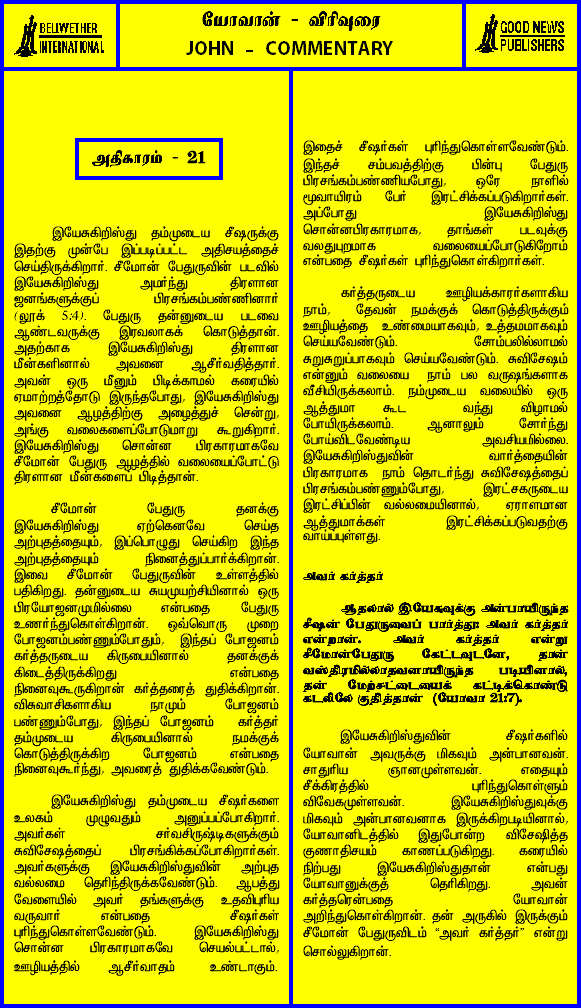 BELWETHER
INTERNATIONAL
யோவான் - விரிவுரை
JOHN - COMMENTARY
GOOD NEWS
PUBLISHERS
அதிகாரம் - 21
இயேசுகிறிஸ்து தம்முடைய சீஷருக்கு
இதற்கு முன்பே இப்படிப்பட்ட அதிசயத்தைச்
செய்திருக்கிறார். சீமோன் பேதுருவின் படவில்
இயேசுகிறிஸ்து அமர்ந்து திரளான
ஜனங்களுக்குப் பிரசங்கம்பண்ணினார்
(லூக் 5:4). பேதுரு தன்னுடைய படவை
ஆண்டவருக்கு இரவலாகக் கொடுத்தான்.
அதற்காக இயேசுகிறிஸ்து திரளான
மீன்களினால் அவனை ஆசீர்வதித்தார்.
அவன் ஒரு மீனும் பிடிக்காமல் கரையில்
ஏமாற்றத்தோடு இருந்தபோது, இயேசுகிறிஸ்து
அவனை ஆழத்திற்கு அழைத்துச் சென்று,
அங்கு வலைகளைப்போடுமாறு கூறுகிறார்.
இயேசுகிறிஸ்து சொன்ன பிரகாரமாகவே
சீமோன் பேதுரு ஆழத்தில் வலையைப்போட்டு
திரளான மீன்களைப் பிடித்தான்.
சீமோன் பேதுரு தனக்கு
இயேசுகிறிஸ்து ஏற்கெனவே செய்த
அற்புதத்தையும், இப்பொழுது செய்கிற இந்த
அற்புதத்தையும் நினைத்துப்பார்க்கிறான்.
இவை சீமோன் பேதுருவின் உள்ளத்தில்
பதிகிறது. தன்னுடைய சுயமுயற்சியினால் ஒரு
பிரயோஜனமுமில்லை என்பதை பேதுரு
உணர்ந்துகொள்கிறான். ஒவ்வொரு முறை
போஜனம்பண்ணும்போதும், இந்தப் போஜனம்
கர்த்தருடைய கிருபையினால் தனக்குக்
கிடைத்திருக்கிறது என்பதை
நினைவுகூருகிறான் கர்த்தரைத் துதிக்கிறான்.
விசுவாசிகளாகிய நாமும் போஜனம்
பண்ணும்போது, இந்தப் போஜனம் கர்த்தர்
தம்முடைய கிருபையினால் நமக்குக்
கொடுத்திருக்கிற போஜனம் என்பதை
நினைவுகூர்ந்து, அவரைத் துதிக்கவேண்டும்.
இயேசுகிறிஸ்து தம்முடைய சீஷர்களை
உலகம் முழுவதும் அனுப்பப்போகிறார்.
அவர்கள் சர்வசிருஷ்டிகளுக்கும்
சுவிசேஷத்தைப் பிரசங்கிக்கப்போகிறார்கள்.
அவர்களுக்கு இயேசுகிறிஸ்துவின் அற்புத
வல்லமை தெரிந்திருக்கவேண்டும். ஆபத்து
வேளையில் அவர் தங்களுக்கு உதவிபுரிய
வருவார் என்பதை சீஷர்கள்
புரிந்துகொள்ளவேண்டும். இயேசுகிறிஸ்து
சொன்ன பிரகாரமாகவே செயல்பட்டால்,
ஊழியத்தில் ஆசீர்வாதம் உண்டாகும்.
இதைச் சீஷர்கள் புரிந்துகொள்ளவேண்டும்.
இந்தச் சம்பவத்திற்கு பின்பு பேதுரு
பிரசங்கம்பண்ணியபோது, ஒரே நாளில்
மூவாயிரம் பேர் இரட்சிக்கப்படுகிறார்கள்.
அப்போது இயேசுகிறிஸ்து
சொன்னபிரகாரமாக, தாங்கள் படவுக்கு
வலதுபுறமாக வலையைப்போடுகிறோம்
என்பதை சீஷர்கள் புரிந்துகொள்கிறார்கள்.
கர்த்தருடைய ஊழியக்காரர்களாகிய
நாம், தேவன் நமக்குக் கொடுத்திருக்கும்
ஊழியத்தை உண்மையாகவும், உத்தமமாகவும்
செய்யவேண்டும். சோம்பலில்லாமல்
சுறுசுறுப்பாகவும் செய்யவேண்டும். சுவிசேஷம்
என்னும் வலையை நாம் பல வருஷங்களாக
வீசியிருக்கலாம். நம்முடைய வலையில் ஒரு
ஆத்துமா கூட வந்து விழாமல்
போயிருக்கலாம். ஆனாலும் சோர்ந்து
போய்விடவேண்டிய அவசியமில்லை.
இயேசுகிறிஸ்துவின் வார்த்தையின்
பிரகாரமாக நாம் தொடர்ந்து சுவிசேஷத்தைப்
பிரசங்கம்பண்ணும்போது, இரட்சகருடைய
இரட்சிப்பின் வல்லமையினால், ஏராளமான
ஆத்துமாக்கள் இரட்சிக்கப்படுவதற்கு
வாய்ப்புள்ளது.
அவர் கர்த்தர்
ஆதலால் இயேசுவுக்கு அன்பாயிருந்த
சீஷன் பேதுருவைப் பார்த்து: அவர் கர்த்தர்
என்றான். அவர் கர்த்தர் என்று
சீமோன்பேதுரு கேட்டவுடனே, தான்
வஸ்திரமில்லாதவனாயிருந்த படியினால்,
தன் மேற்சட்டையைக் கட்டிக்கொண்டு
கடலிலே குதித்தான் (யோவா 21:7).
இயேசுகிறிஸ்துவின் சீஷர்களில்
யோவான் அவருக்கு மிகவும் அன்பானவன்.
சாதுரிய ஞானமுள்ளவன். எதையும்
சீக்கிரத்தில் புரிந்துகொள்ளும்
விவேகமுள்ளவன். இயேசுகிறிஸ்துவுக்கு
மிகவும் அன்பானவனாக இருக்கிறபடியினால்,
யோவானிடத்தில் இதுபோன்ற விசேஷித்த
குணாதிசயம் காணப்படுகிறது. கரையில்
நிற்பது இயேசுகிறிஸ்துதான் என்பது
யோவானுக்குத் தெரிகிறது. அவன்
கர்த்தரென்பதை யோவான்
அறிந்துகொள்கிறான். தன் அருகில் இருக்கும்
சீமோன் பேதுருவிடம் “அவர் கர்த்தர்” என்று
சொல்லுகிறான்.